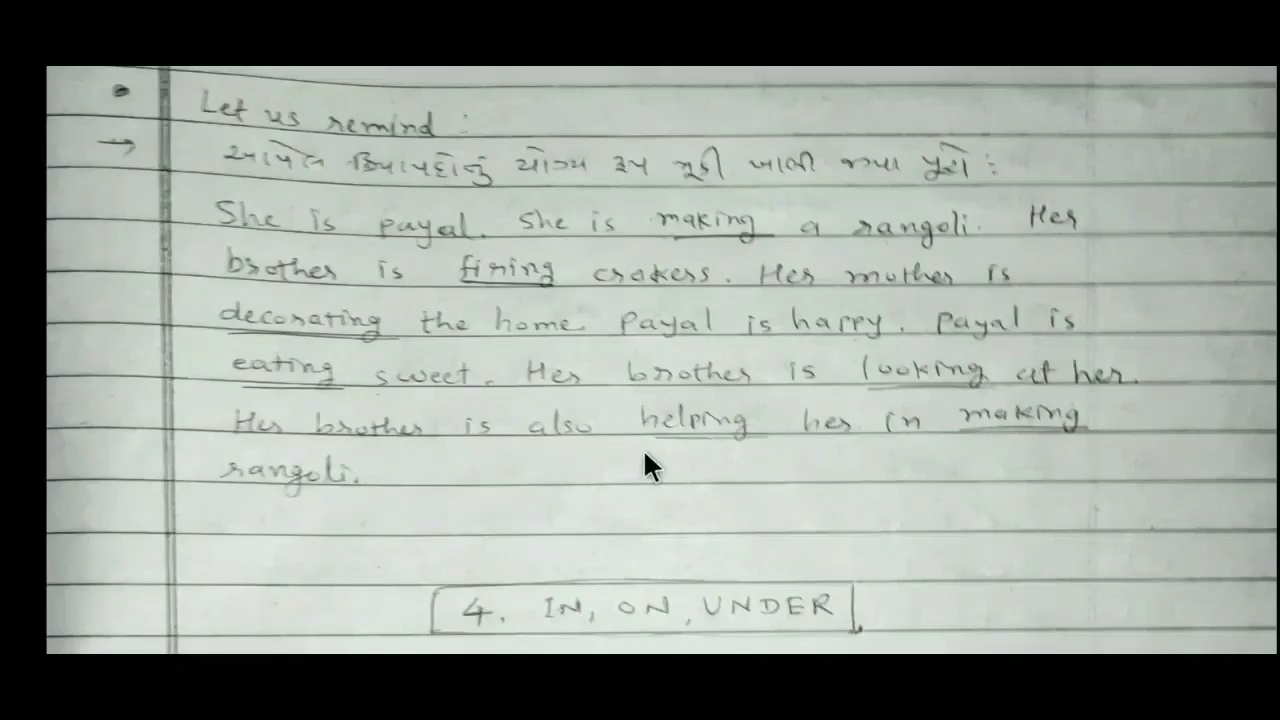 Let us remind :
આપેલ ક્રિયાપદોનું યોગ્ય રૂપ મૂકી ખાલી જગ્યા પૂરો :
She is payal. She is making a rangoli. Her
brother is firing crakers. Her mother is
decorating the home. Payal is happy. Payal is
eating sweet. Her brother is looking at her.
Her brother is also helping her in making
rangoli.
4. IN, ON, UNDER